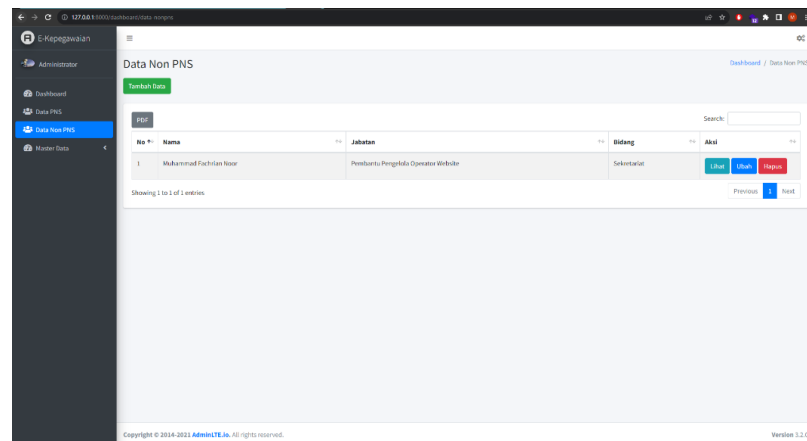 127.0.0.1:8000/dashboard/data-nonpns
E-Kepegawaian
Administrator
Dashboard
Data PNS
Data Non PNS
Master Data
Data Non PNS
Dashboard / Data Non PNS
Tambah Data
PDF
Search:
No Nama Jabatan Bidang Aksi
1 Muhammad Fachrian Noor Pembantu Pengelola Operator Website Sekretariat Lihat Ubah Hapus
Showing 1 to 1 of 1 entries
Previous 1 Next
Copyright © 2014-2021 AdminLTE.io. All rights reserved.
Version 3.2.0